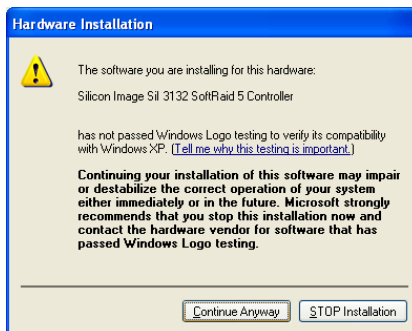 Hardware Installation
The software you are installing for this hardware:
Silicon Image SiI 3132 SoftRaid 5 Controller
has not passed Windows Logo testing to verify its compatibility
with Windows XP. (Tell me why this testing is important.)
Continuing your installation of this software may impair
or destabilize the correct operation of your system
either immediately or in the future. Microsoft strongly
recommends that you stop this installation now and
contact the hardware vendor for software that has
passed Windows Logo testing.
Continue Anyway
STOP Installation